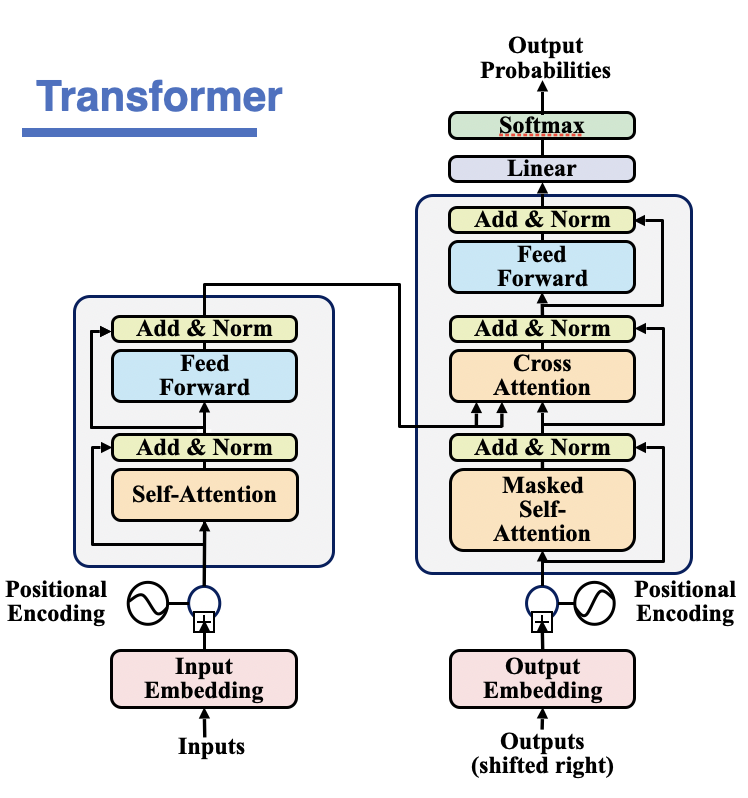 Transformer
Output
Probabilities
Softmax
Linear
Add & Norm
Feed
Forward
Add & Norm
Cross
Attention
Add & Norm
Masked
Self-
Attention
Positional
Encoding
Output
Embedding
Outputs
(shifted right)
Add & Norm
Feed
Forward
Add & Norm
Self-Attention
Positional
Encoding
Input
Embedding
Inputs